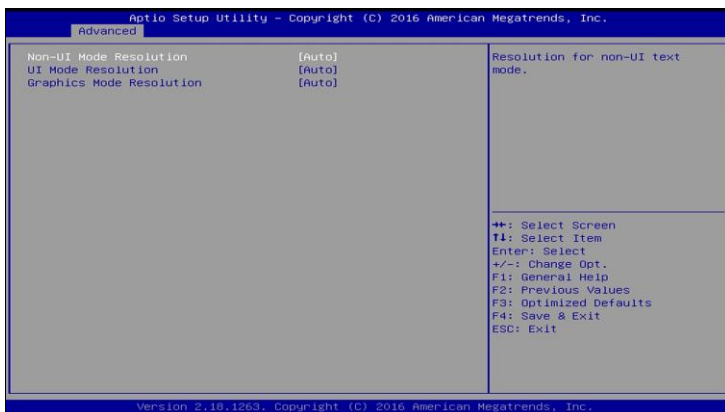 Aptio Setup Utility – Copyright (C) 2016 American Megatrends, Inc.
Advanced
Non-UI Mode Resolution [Auto]
UI Mode Resolution [Auto]
Graphics Mode Resolution [Auto]
Resolution for non-UI text
mode.
→←: Select Screen
↑↓: Select Item
Enter: Select
+/-: Change Opt.
F1: General Help
F2: Previous Values
F3: Optimized Defaults
F4: Save & Exit
ESC: Exit
Version 2.18.1263. Copyright (C) 2016 American Megatrends, Inc.